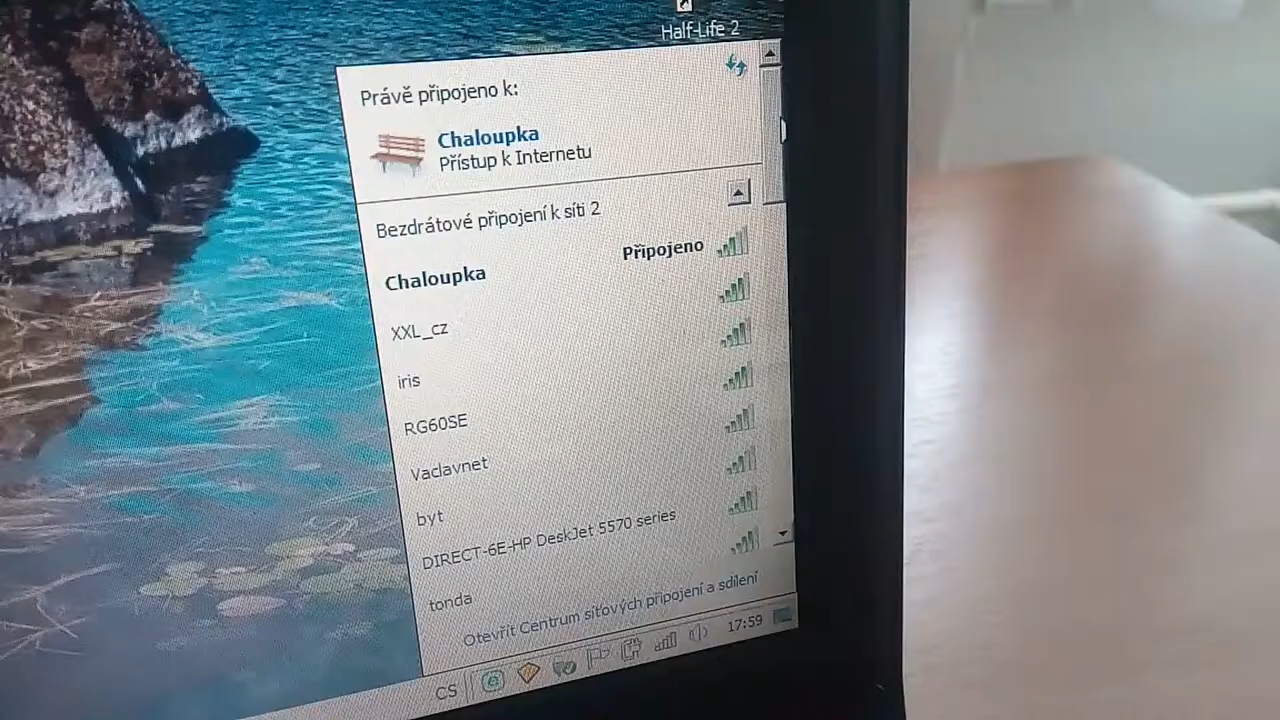 Half-Life 2
Právě připojeno k:
Chaloupka
Přístup k Internetu
Bezdrátové připojení k síti 2
Chaloupka Připojeno
XXL_cz
iris
RG60SE
Vaclavnet
byt
DIRECT-6E-HP DeskJet 5570 series
tonda
Otevřít Centrum síťových připojení a sdílení
CS 17:59